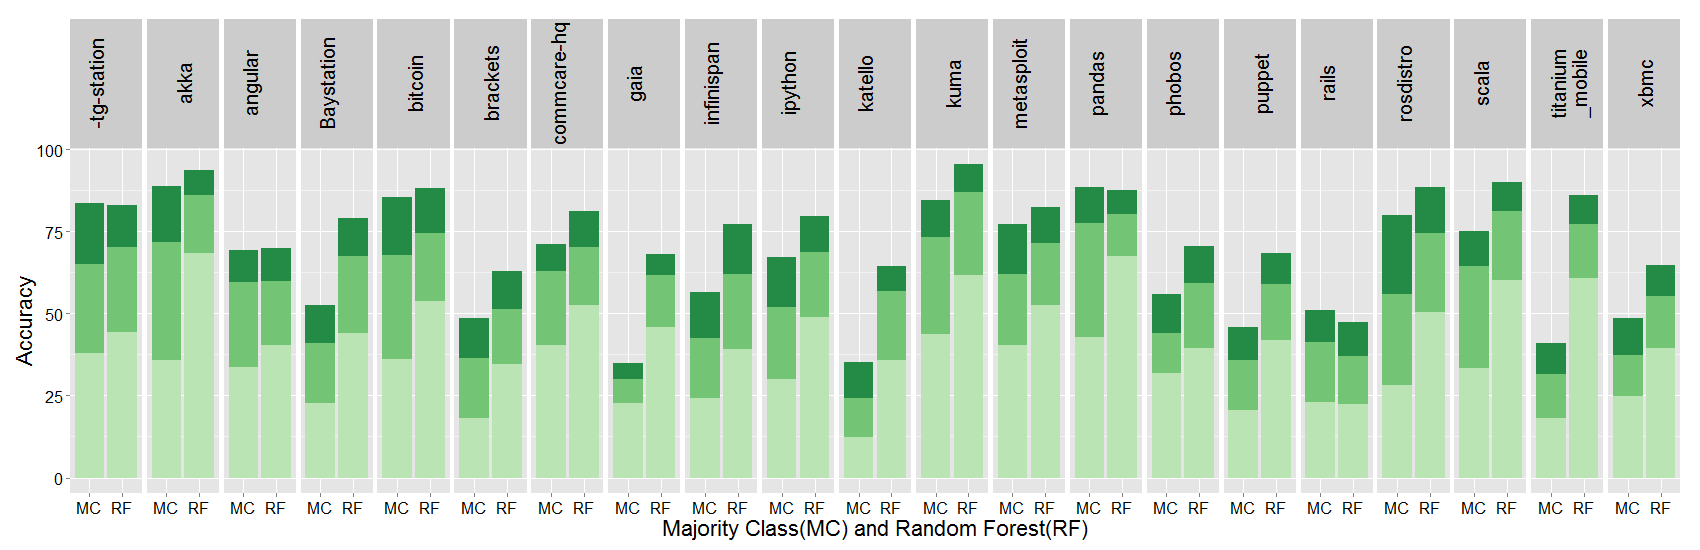 -tg-station
akka
angular
Baystation
bitcoin
brackets
commcare-hq
gaia
infinispan
ipython
katello
kuma
metasploit
pandas
phobos
puppet
rails
rosdistro
scala
titanium
_mobile
xbmc
Accuracy
100
75
50
25
0
MC RF MC RF MC RF MC RF MC RF MC RF MC RF MC RF MC RF MC RF MC RF MC RF MC RF MC RF MC RF MC RF MC RF MC RF MC RF MC RF MC RF
Majority Class(MC) and Random Forest(RF)